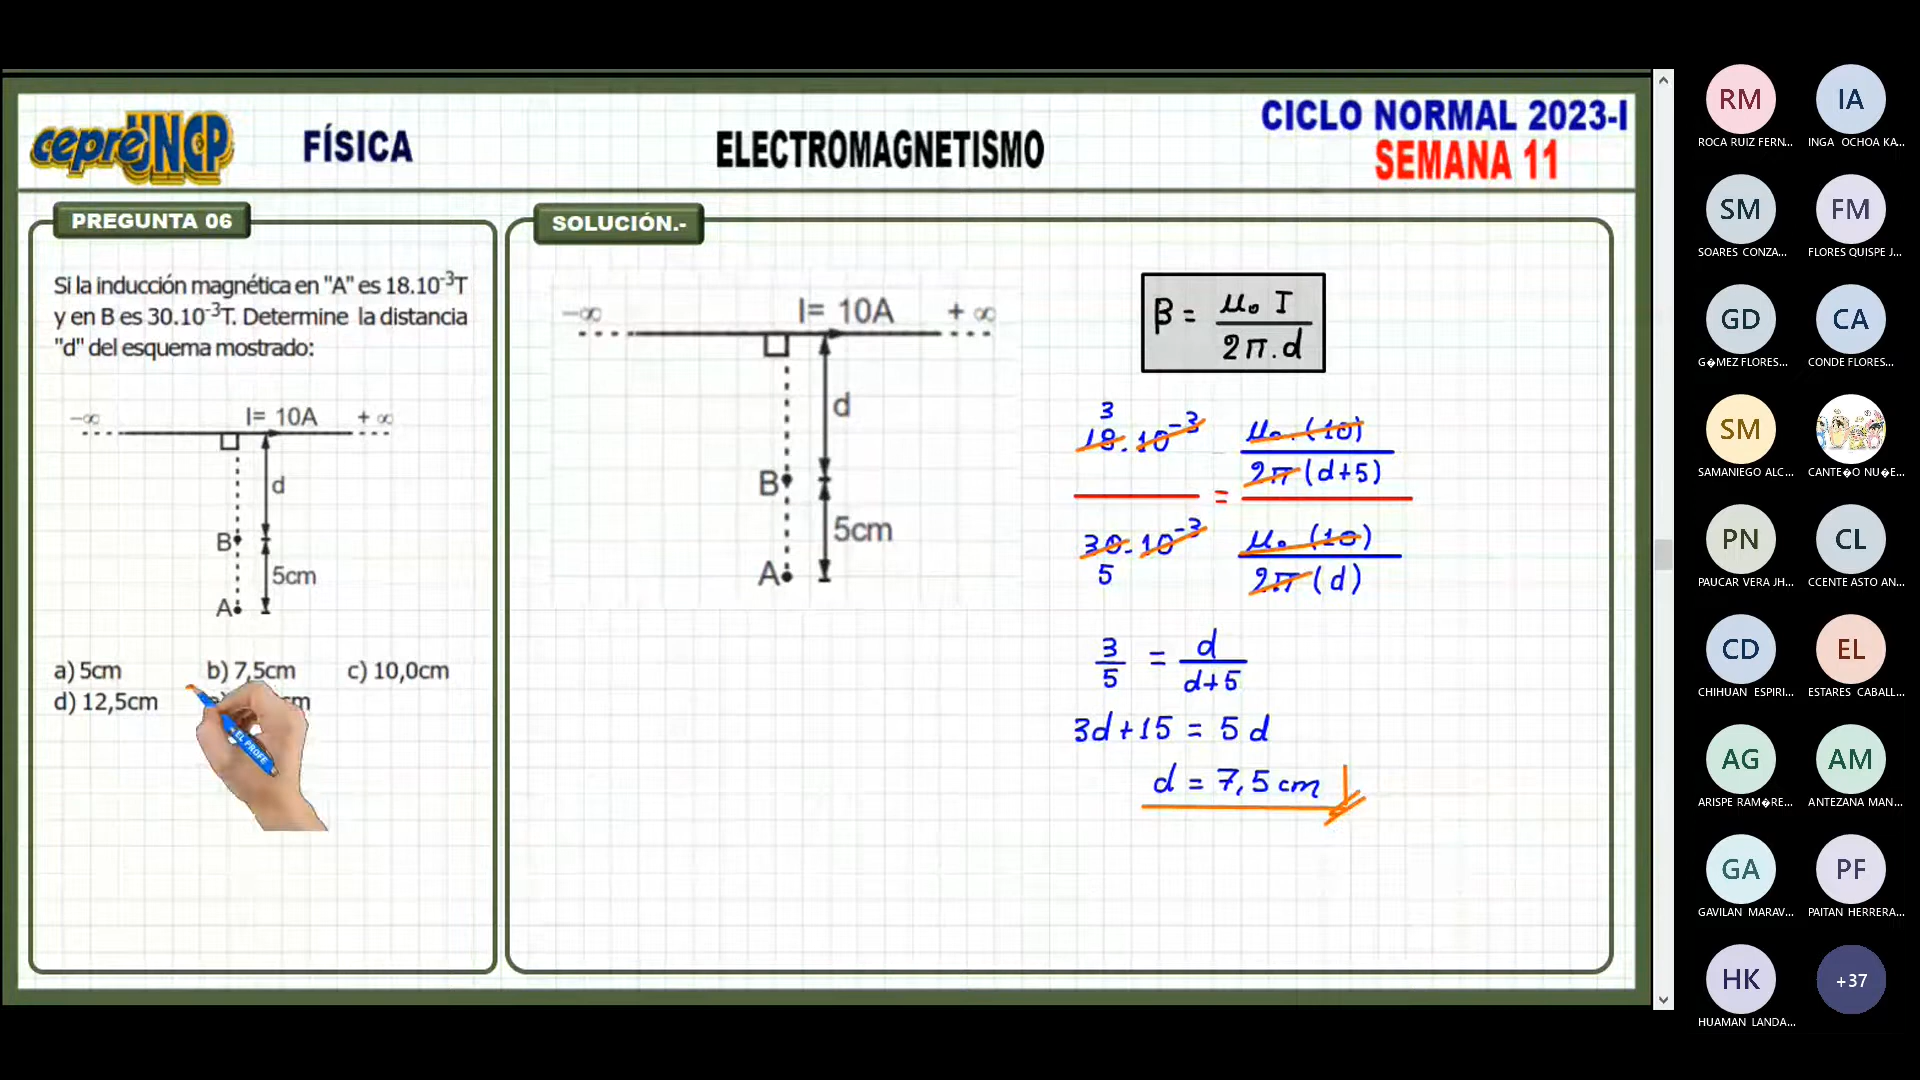 cepreUNCP
FÍSICA
ELECTROMAGNETISMO
CICLO NORMAL 2023-I
SEMANA 11
PREGUNTA 06
Si la inducción magnética en "A" es 18.10⁻³T
y en B es 30.10⁻³T. Determine la distancia
"d" del esquema mostrado:
−∞ I= 10A + ∞
d
B
5cm
A
a) 5cm b) 7,5cm c) 10,0cm
d) 12,5cm
SOLUCIÓN.-
−∞ I= 10A + ∞
d
B
5cm
A
B = μ₀ I / 2π.d
3
18.10⁻³ = μ₀.(10) / 2π(d+5)
30.10⁻³ μ₀ (10) / 2π(d)
5
3/5 = d/(d+5)
3d+15 = 5d
d = 7,5 cm
EL PROFE
RM IA
ROCA RUIZ FERN... INGA OCHOA KA...
SM FM
SOARES CONZA... FLORES QUISPE J...
GD CA
G�MEZ FLORES... CONDE FLORES...
SM
SAMANIEGO ALC... CANTE�O NU�E...
PN CL
PAUCAR VERA JH... CCENTE ASTO AN...
CD EL
CHIHUAN ESPIRI... ESTARES CABALL...
AG AM
ARISPE RAM�RE... ANTEZANA MAN...
GA PF
GAVILAN MARAV... PAITAN HERRERA...
HK +37
HUAMAN LANDA...